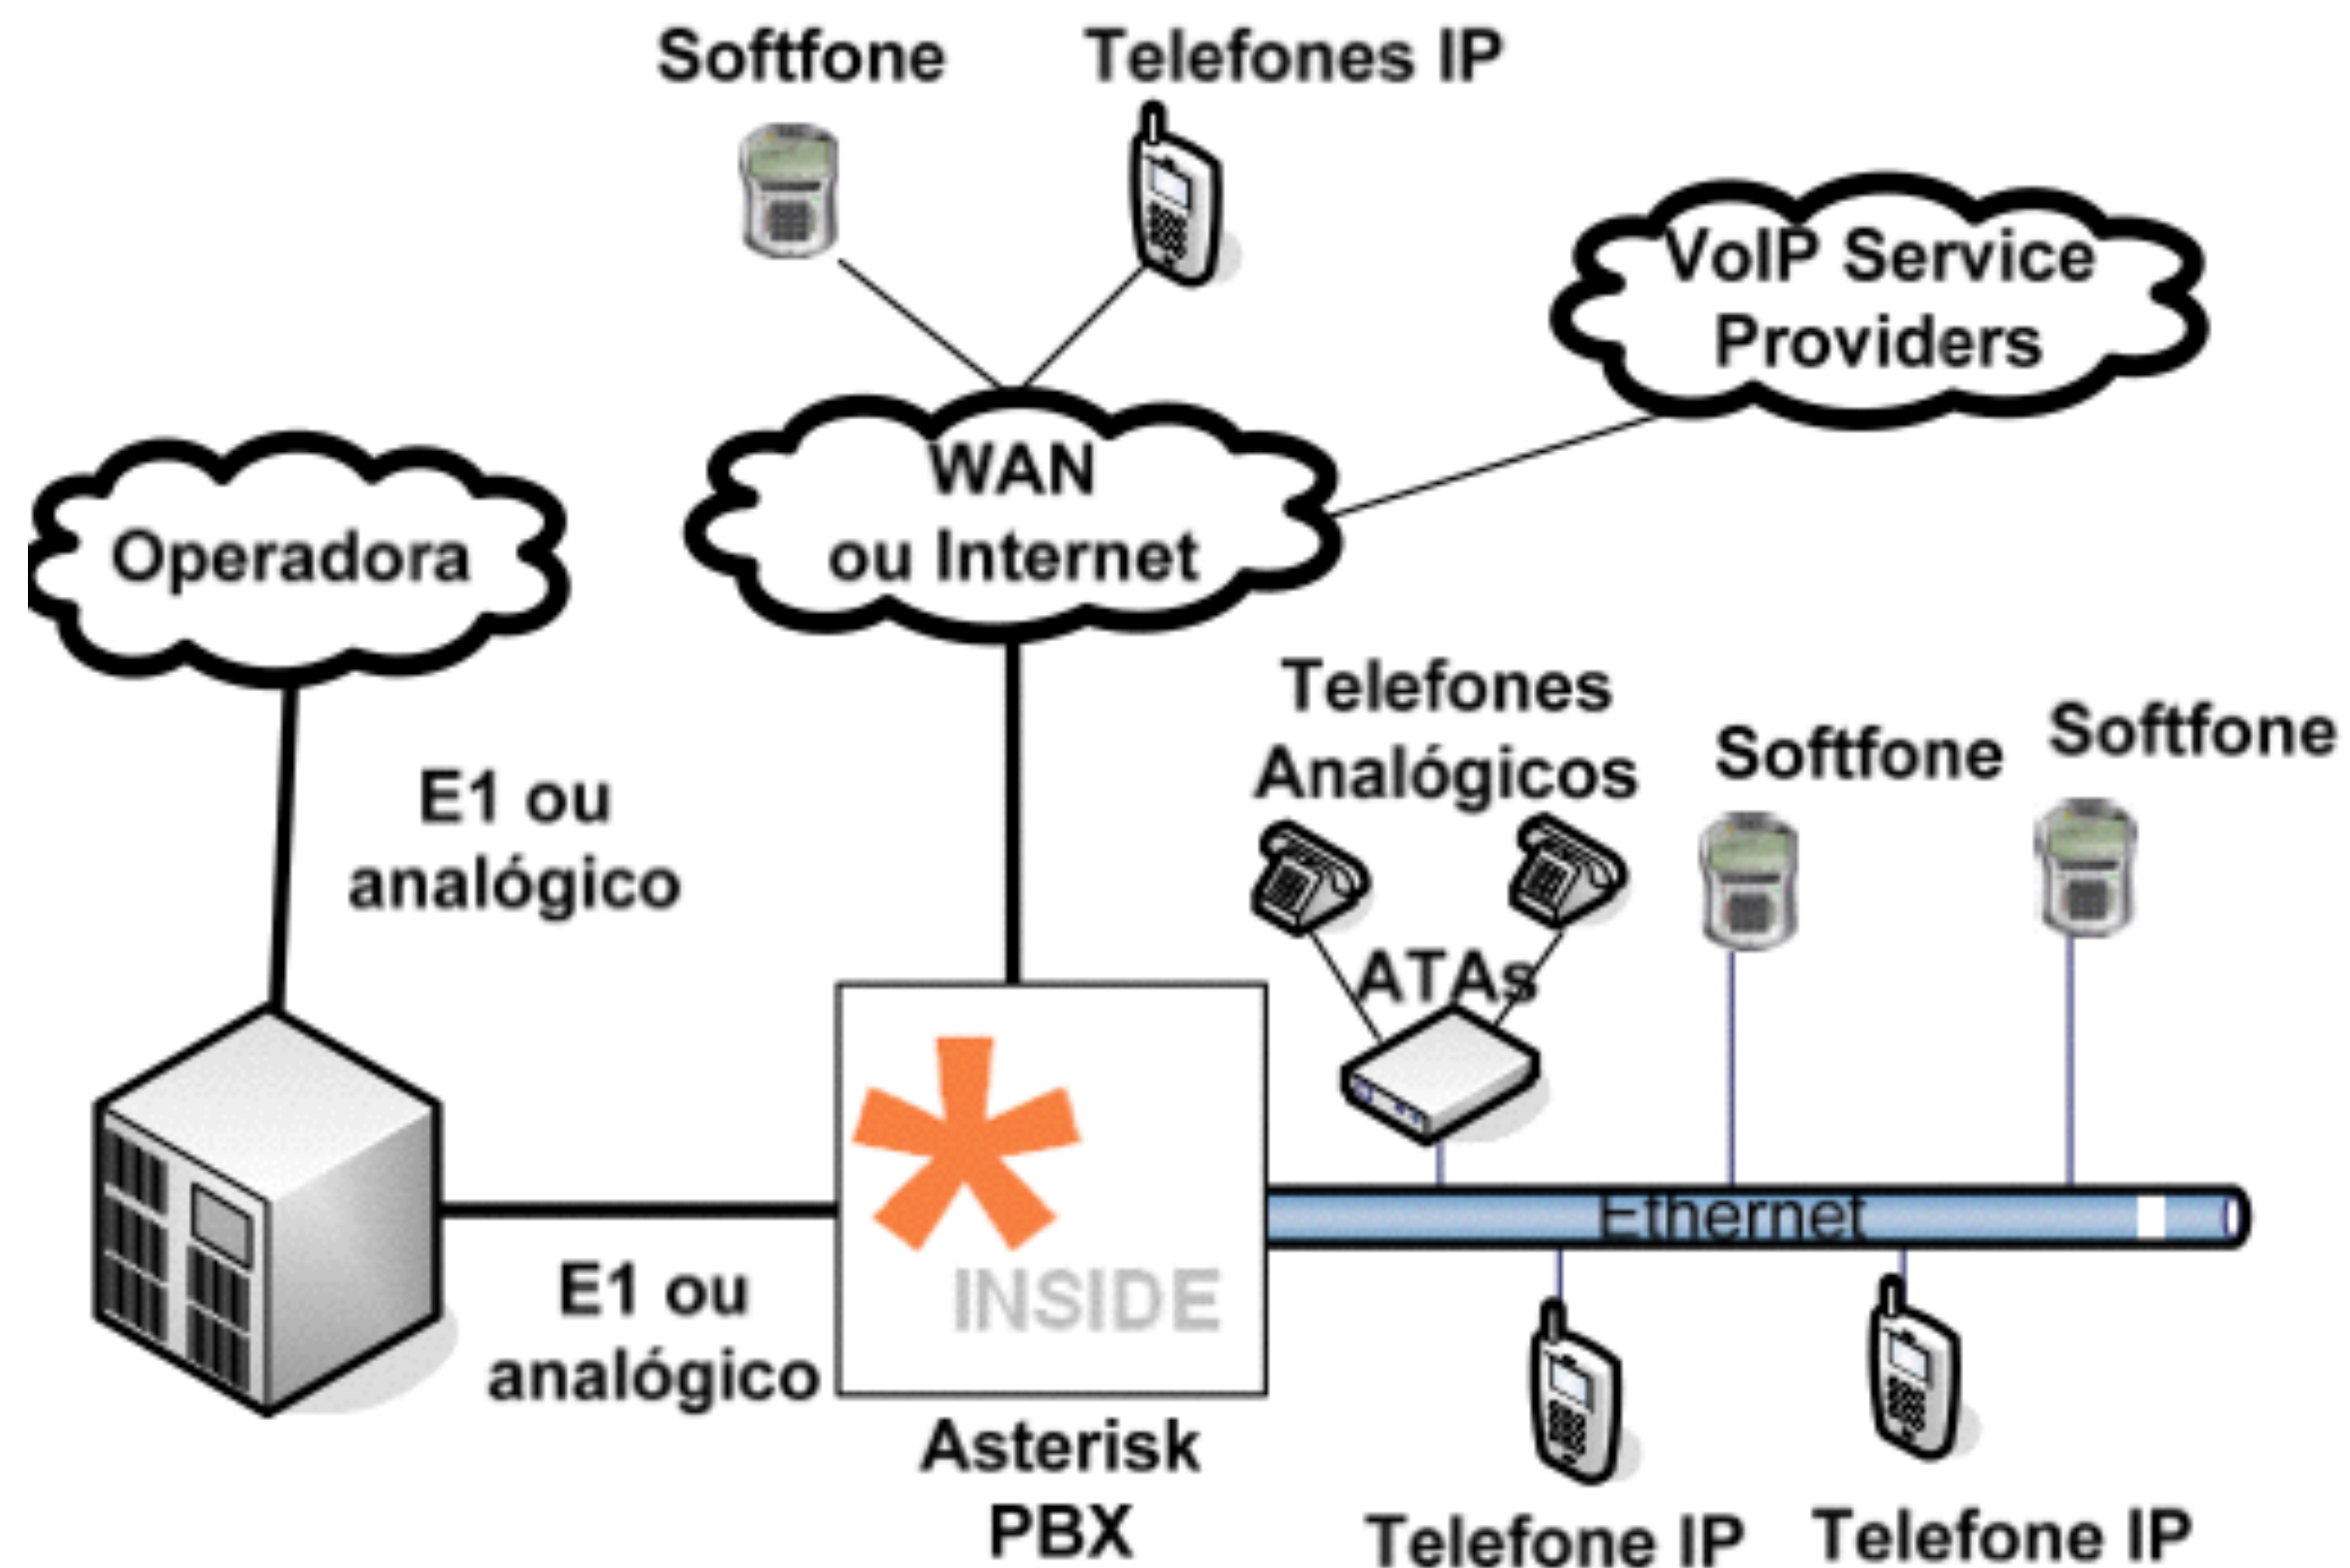 Softfone
Telefones IP
VoIP Service
Providers
WAN
ou Internet
Operadora
Telefones
Analógicos
Softfone
Softfone
E1 ou
analógico
ATAs
Ethernet
INSIDE
E1 ou
analógico
Asterisk
PBX
Telefone IP
Telefone IP